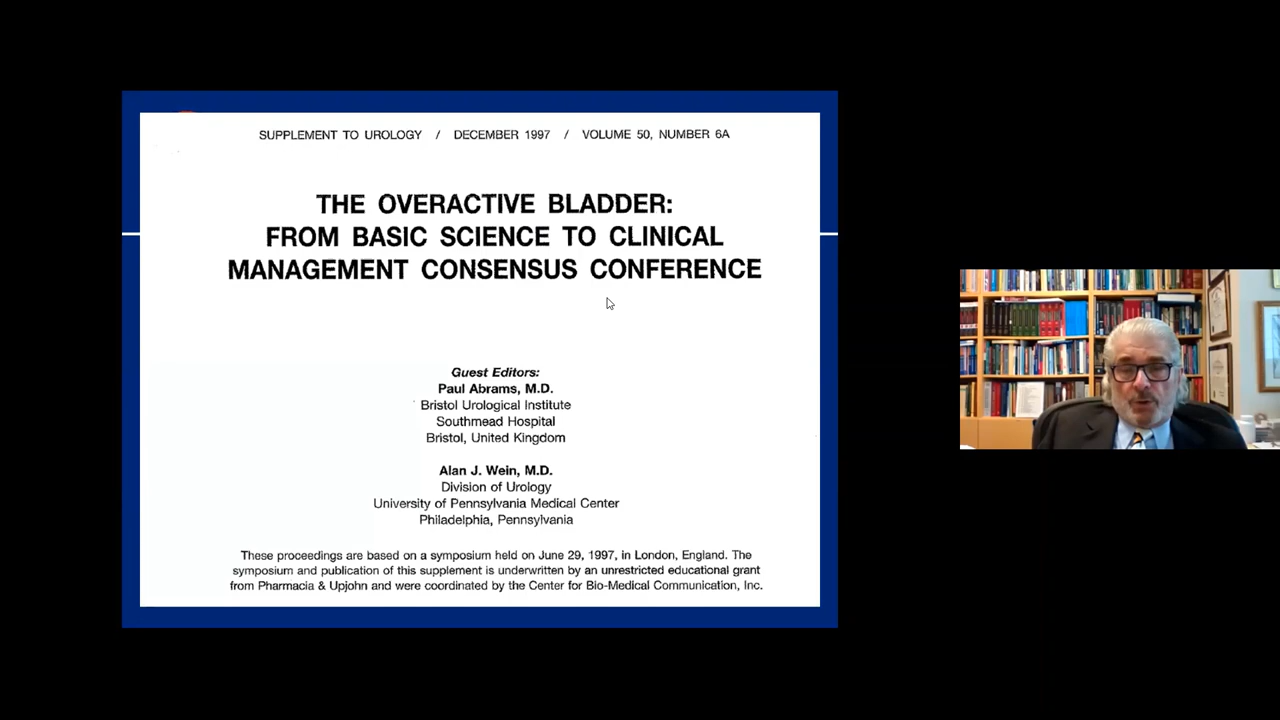 SUPPLEMENT TO UROLOGY / DECEMBER 1997 / VOLUME 50, NUMBER 6A
THE OVERACTIVE BLADDER:
FROM BASIC SCIENCE TO CLINICAL
MANAGEMENT CONSENSUS CONFERENCE
Guest Editors:
Paul Abrams, M.D.
Bristol Urological Institute
Southmead Hospital
Bristol, United Kingdom
Alan J. Wein, M.D.
Division of Urology
University of Pennsylvania Medical Center
Philadelphia, Pennsylvania
These proceedings are based on a symposium held on June 29, 1997, in London, England. The
symposium and publication of this supplement is underwritten by an unrestricted educational grant
from Pharmacia & Upjohn and were coordinated by the Center for Bio-Medical Communication, Inc.